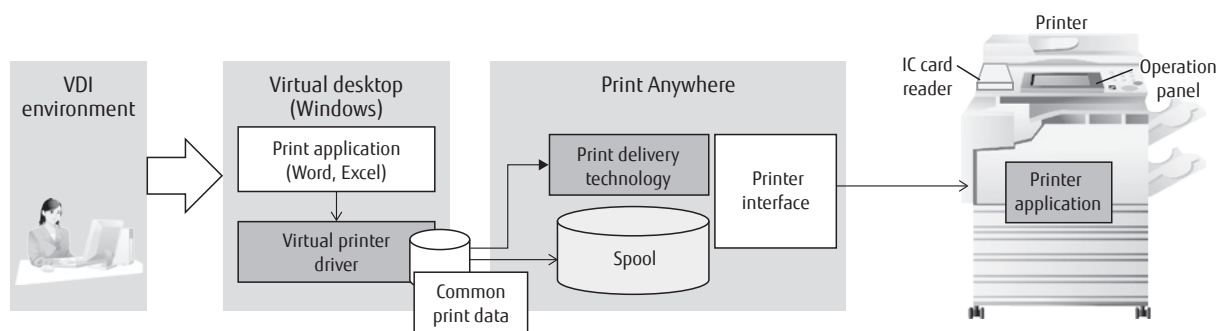 VDI
environment
Virtual desktop
(Windows)
Print application
(Word, Excel)
Virtual printer
driver
Common
print data
Print Anywhere
Print delivery
technology
Spool
Printer
interface
Printer
IC card
reader
Operation
panel
Printer
application